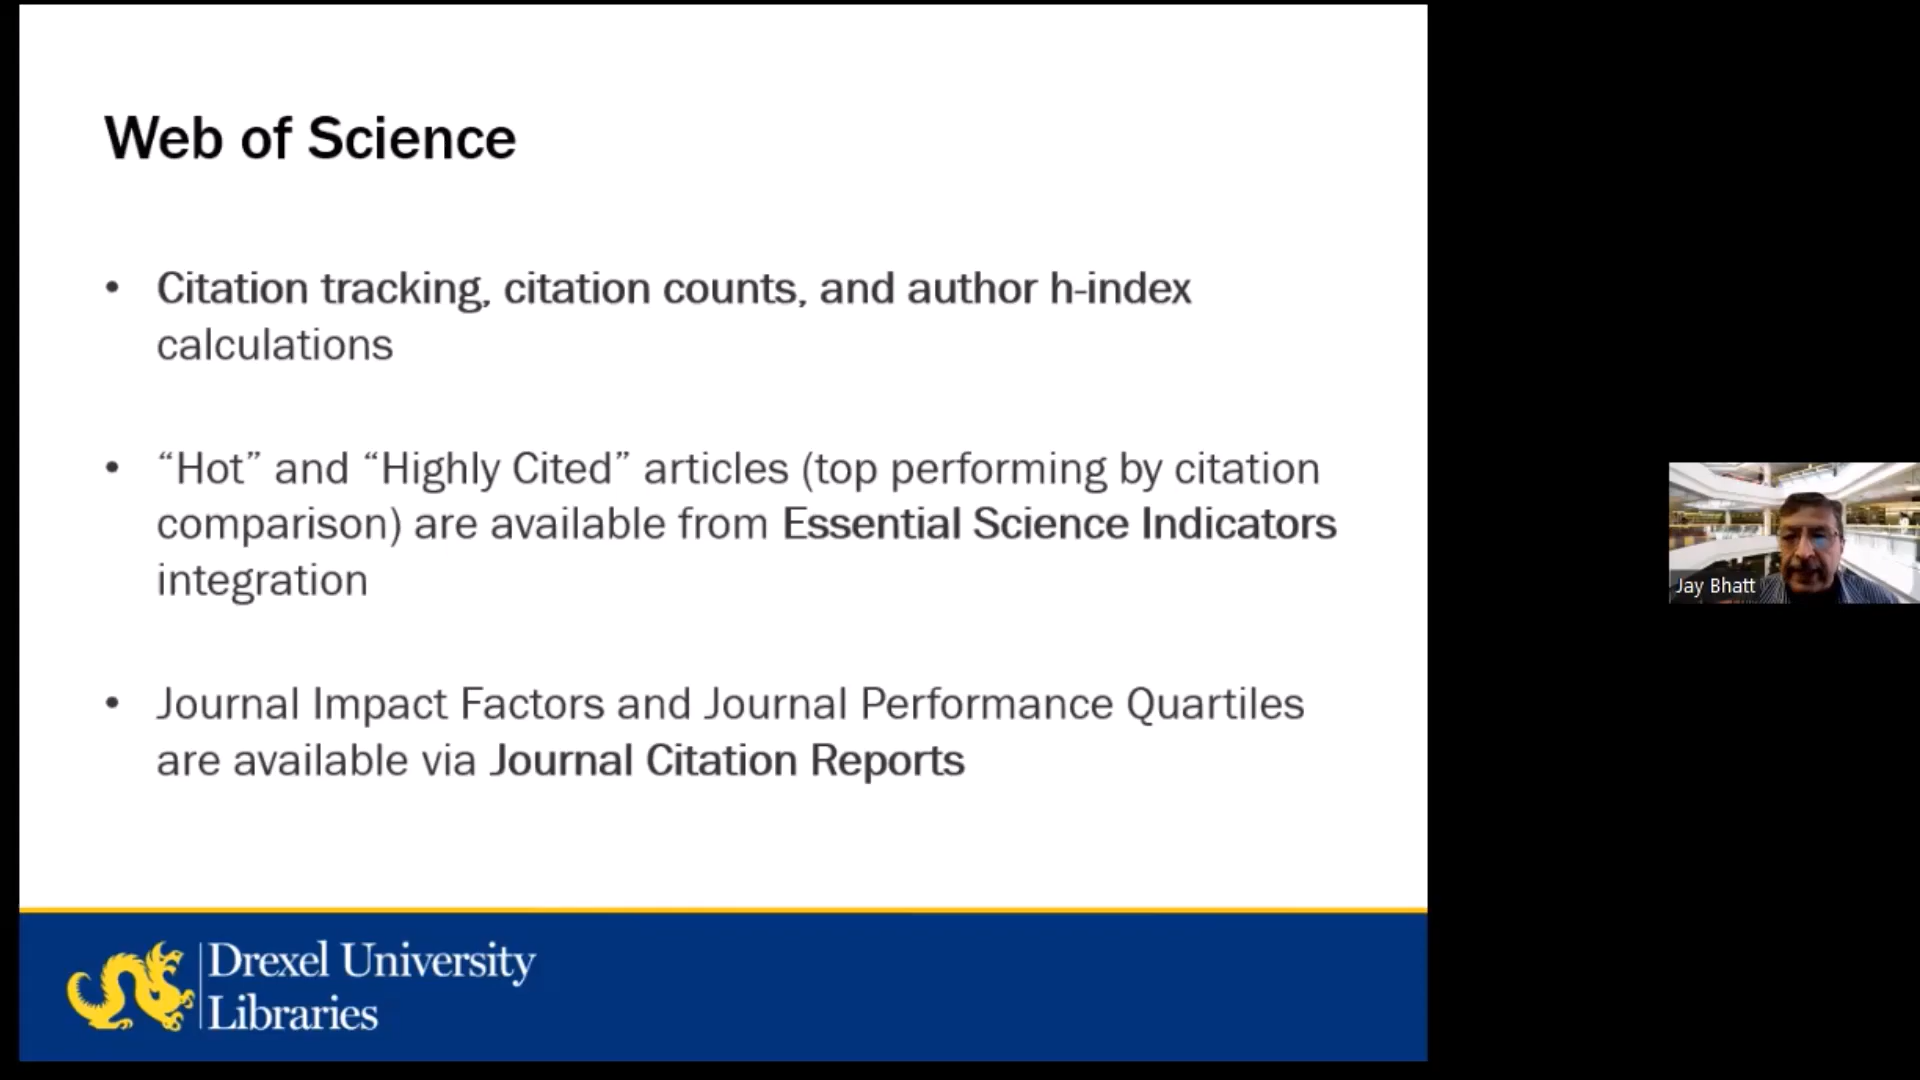 Web of Science
• Citation tracking, citation counts, and author h-index
calculations
• “Hot” and “Highly Cited” articles (top performing by citation
comparison) are available from Essential Science Indicators
integration
• Journal Impact Factors and Journal Performance Quartiles
are available via Journal Citation Reports
Jay Bhatt
Drexel University
Libraries